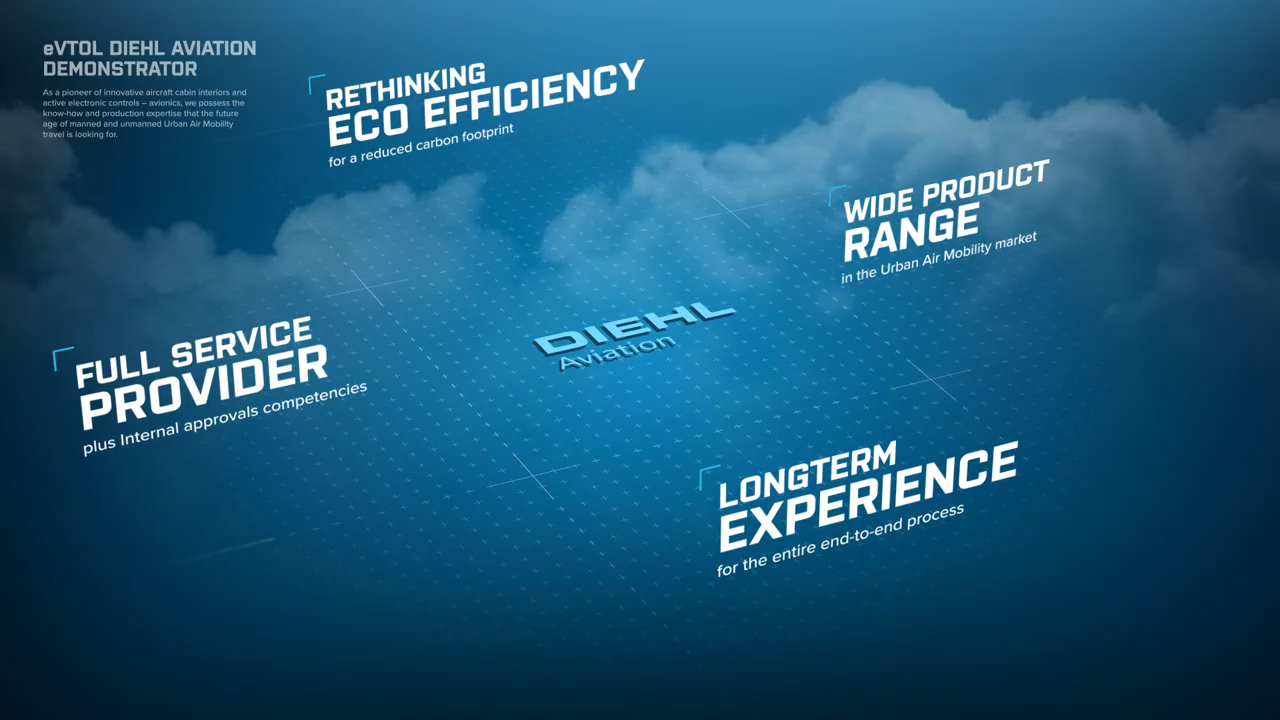 eVTOL DIEHL AVIATION
DEMONSTRATOR
As a pioneer of innovative aircraft cabin interiors and
active electronic controls – avionics, we possess the
know-how and production expertise that the future
age of manned and unmanned Urban Air Mobility
travel is looking for.
RETHINKING
ECO EFFICIENCY
for a reduced carbon footprint
WIDE PRODUCT
RANGE
in the Urban Air Mobility market
DIEHL
Aviation
FULL SERVICE
PROVIDER
plus Internal approvals competencies
LONGTERM
EXPERIENCE
for the entire end-to-end process